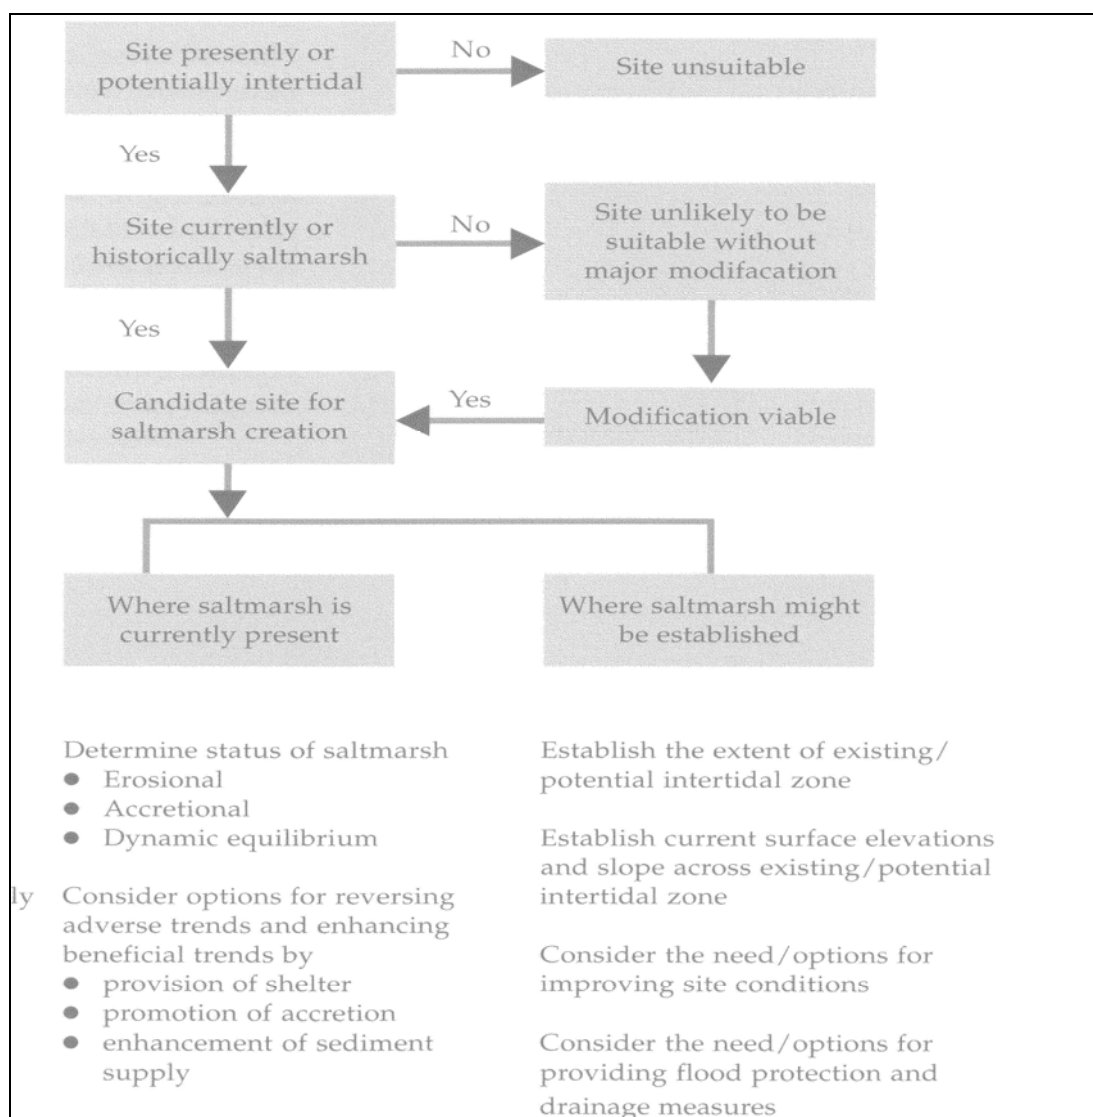 Site presently or
potentially intertidal
No
Site unsuitable
Yes
Site currently or
historically saltmarsh
No
Site unlikely to be
suitable without
major modifacation
Yes
Candidate site for
saltmarsh creation
Yes
Modification viable
Where saltmarsh is
currently present
Where saltmarsh might
be established
Determine status of saltmarsh
● Erosional
● Accretional
● Dynamic equilibrium
ly Consider options for reversing
adverse trends and enhancing
beneficial trends by
● provision of shelter
● promotion of accretion
● enhancement of sediment
supply
Establish the extent of existing/
potential intertidal zone
Establish current surface elevations
and slope across existing/potential
intertidal zone
Consider the need/options for
improving site conditions
Consider the need/options for
providing flood protection and
drainage measures